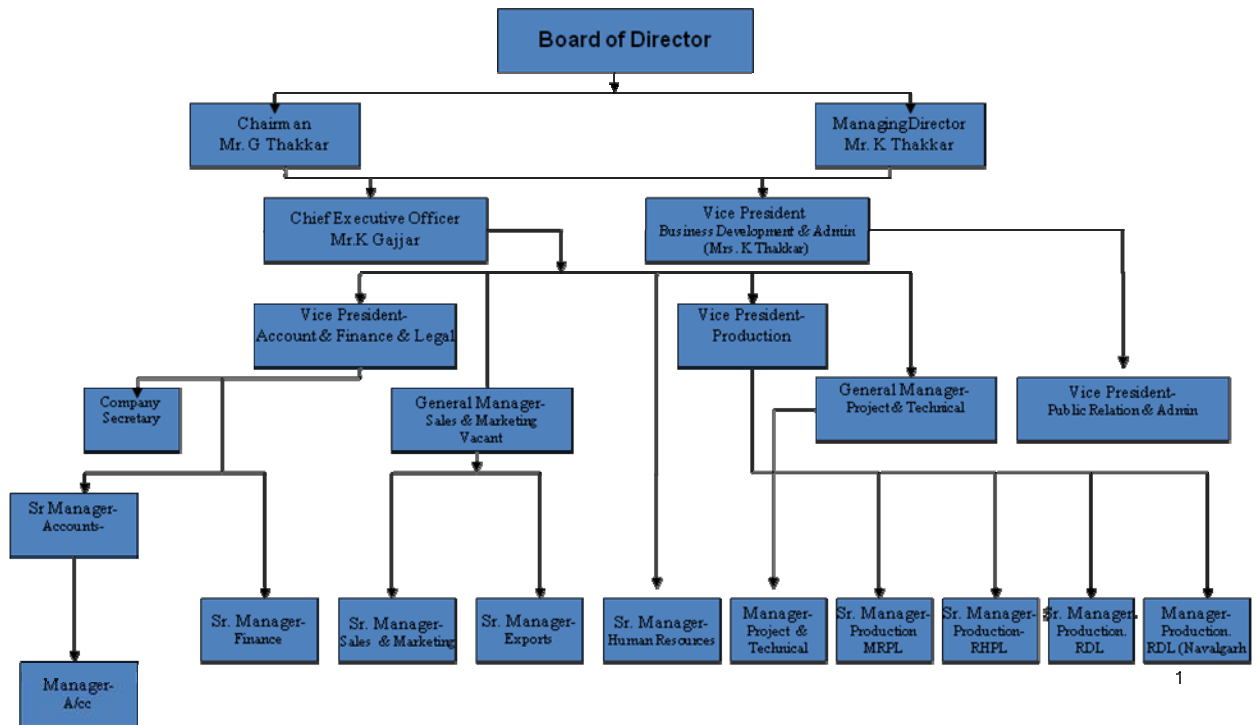 Board of Director
Chairman
Mr. G Thakkar
Managing Director
Mr. K Thakkar
Chief Executive Officer
Mr.K Gajjar
Vice President
Business Development & Admin
(Mrs. K Thakkar)
Vice President-
Account & Finance & Legal
Vice President-
Production
Company
Secretary
General Manager-
Sales & Marketing
Vacant
General Manager-
Project & Technical
Vice President-
Public Relation & Admin
Sr Manager-
Accounts-
Sr. Manager-
Finance
Sr. Manager-
Sales & Marketing
Sr. Manager-
Exports
Sr. Manager-
Human Resources
Manager-
Project &
Technical
Sr. Manager-
Production
MRPL
Sr. Manager-
Production-
RHPL
Sr. Manager-
Production.
RDL
Manager-
Production.
RDL (Navalgarh
Manager-
A/cc
1